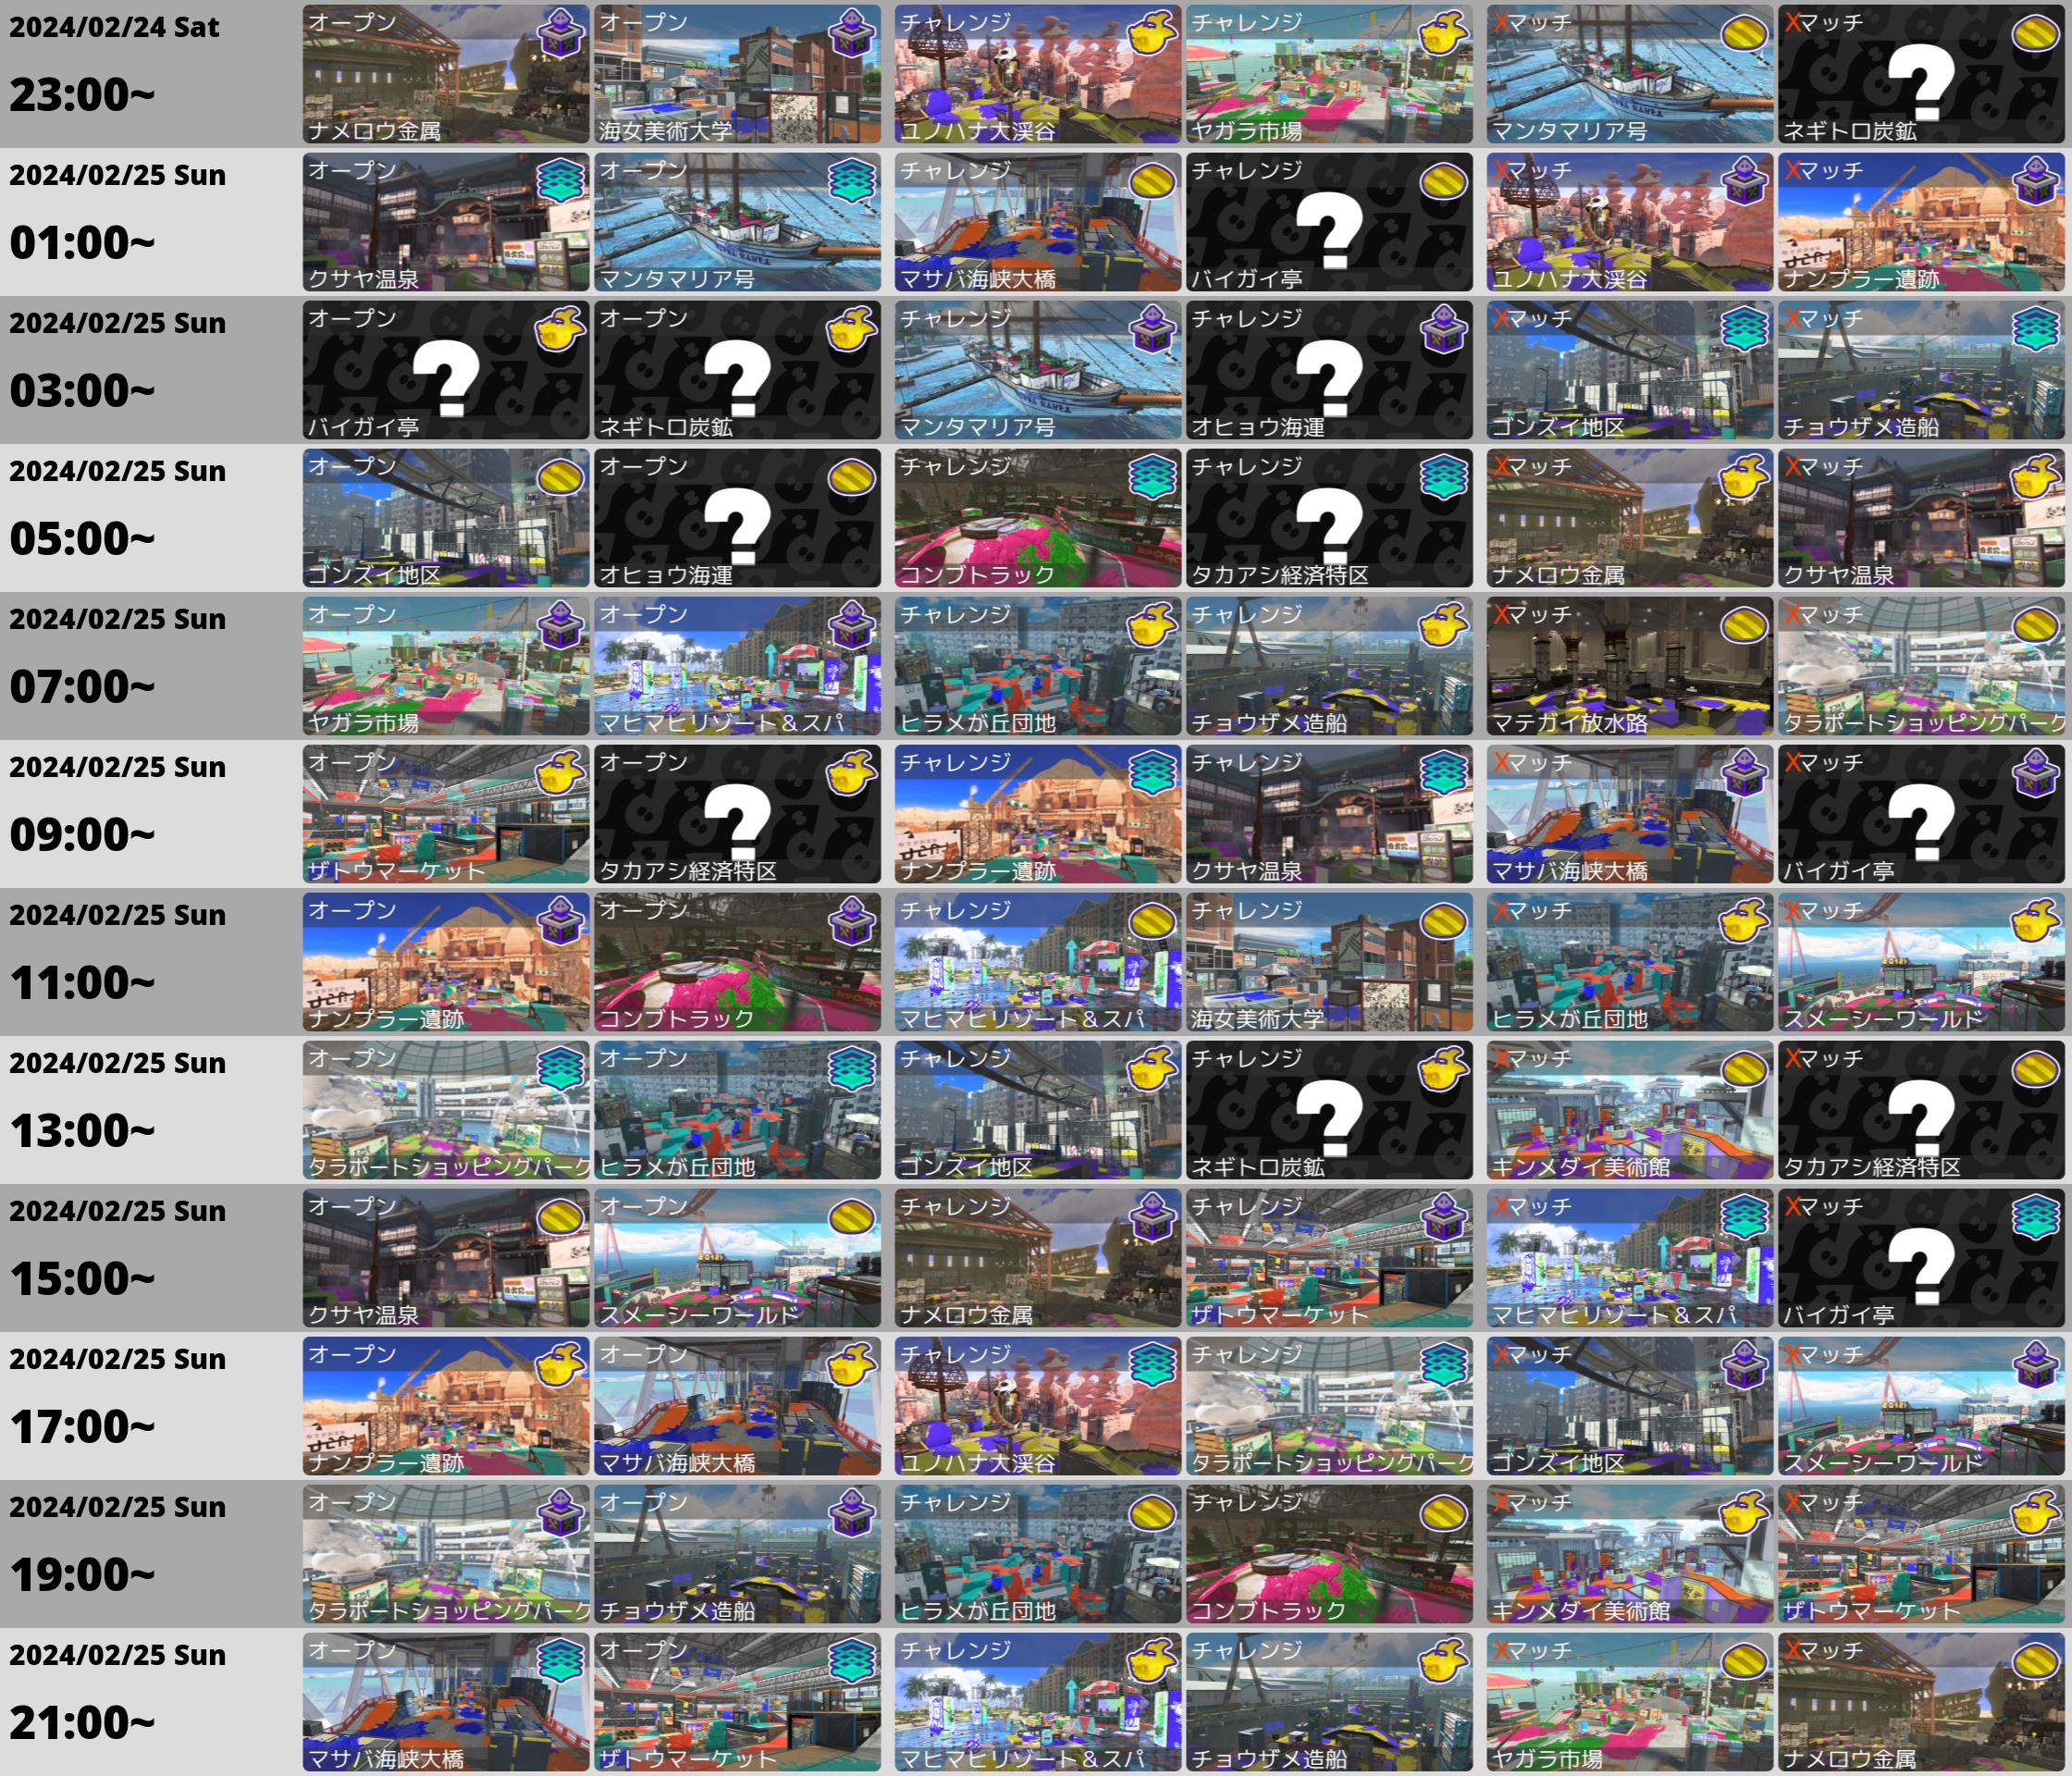 2024/02/24 Sat
23:00~
オープン オープン チャレンジ チャレンジ Xマッチ Xマッチ
ナメロウ金属 海女美術大学 ユノハナ大渓谷 ヤガラ市場 マンタマリア号 ネギトロ炭鉱
2024/02/25 Sun
01:00~
オープン オープン チャレンジ チャレンジ Xマッチ Xマッチ
クサヤ温泉 マンタマリア号 マサバ海峡大橋 バイガイ亭 ユノハナ大渓谷 ナンプラー遺跡
2024/02/25 Sun
03:00~
オープン オープン チャレンジ チャレンジ Xマッチ Xマッチ
バイガイ亭 ネギトロ炭鉱 マンタマリア号 オヒョウ海運 ゴンズイ地区 チョウザメ造船
2024/02/25 Sun
05:00~
オープン オープン チャレンジ チャレンジ Xマッチ Xマッチ
ゴンズイ地区 オヒョウ海運 コンブトラック タカアシ経済特区 ナメロウ金属 クサヤ温泉
2024/02/25 Sun
07:00~
オープン オープン チャレンジ チャレンジ Xマッチ Xマッチ
ヤガラ市場 マヒマヒリゾート＆スパ ヒラメが丘団地 チョウザメ造船 マテガイ放水路 タラポートショッピングパーク
2024/02/25 Sun
09:00~
オープン オープン チャレンジ チャレンジ Xマッチ Xマッチ
ザトウマーケット タカアシ経済特区 ナンプラー遺跡 クサヤ温泉 マサバ海峡大橋 バイガイ亭
2024/02/25 Sun
11:00~
オープン オープン チャレンジ チャレンジ Xマッチ Xマッチ
ナンプラー遺跡 コンブトラック マヒマヒリゾート＆スパ 海女美術大学 ヒラメが丘団地 スメーシーワールド
2024/02/25 Sun
13:00~
オープン オープン チャレンジ チャレンジ Xマッチ Xマッチ
タラポートショッピングパーク ヒラメが丘団地 ゴンズイ地区 ネギトロ炭鉱 キンメダイ美術館 タカアシ経済特区
2024/02/25 Sun
15:00~
オープン オープン チャレンジ チャレンジ Xマッチ Xマッチ
クサヤ温泉 スメーシーワールド ナメロウ金属 ザトウマーケット マヒマヒリゾート＆スパ バイガイ亭
2024/02/25 Sun
17:00~
オープン オープン チャレンジ チャレンジ Xマッチ Xマッチ
ナンプラー遺跡 マサバ海峡大橋 ユノハナ大渓谷 タラポートショッピングパーク ゴンズイ地区 スメーシーワールド
2024/02/25 Sun
19:00~
オープン オープン チャレンジ チャレンジ Xマッチ Xマッチ
タラポートショッピングパーク チョウザメ造船 ヒラメが丘団地 コンブトラック キンメダイ美術館 ザトウマーケット
2024/02/25 Sun
21:00~
オープン オープン チャレンジ チャレンジ Xマッチ Xマッチ
マサバ海峡大橋 ザトウマーケット マヒマヒリゾート＆スパ チョウザメ造船 ヤガラ市場 ナメロウ金属